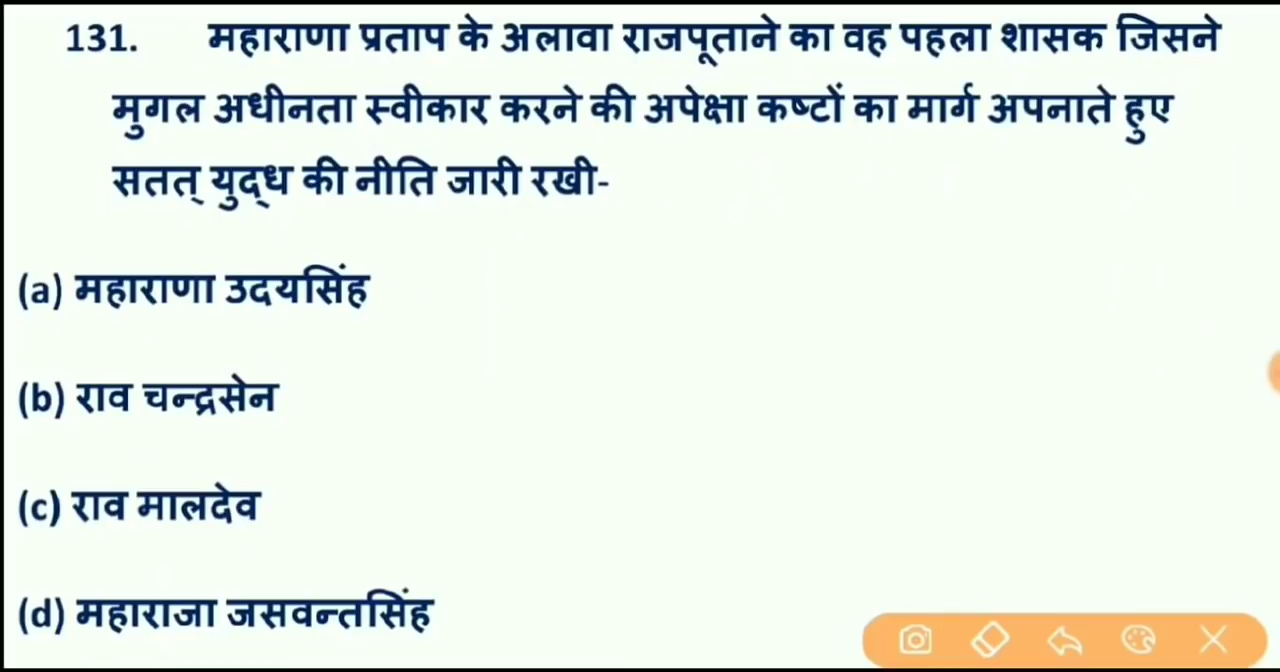 131. महाराणा प्रताप के अलावा राजपूताने का वह पहला शासक जिसने
मुगल अधीनता स्वीकार करने की अपेक्षा कष्टों का मार्ग अपनाते हुए
सतत् युद्ध की नीति जारी रखी-
(a) महाराणा उदयसिंह
(b) राव चन्द्रसेन
(c) राव मालदेव
(d) महाराजा जसवन्तसिंह